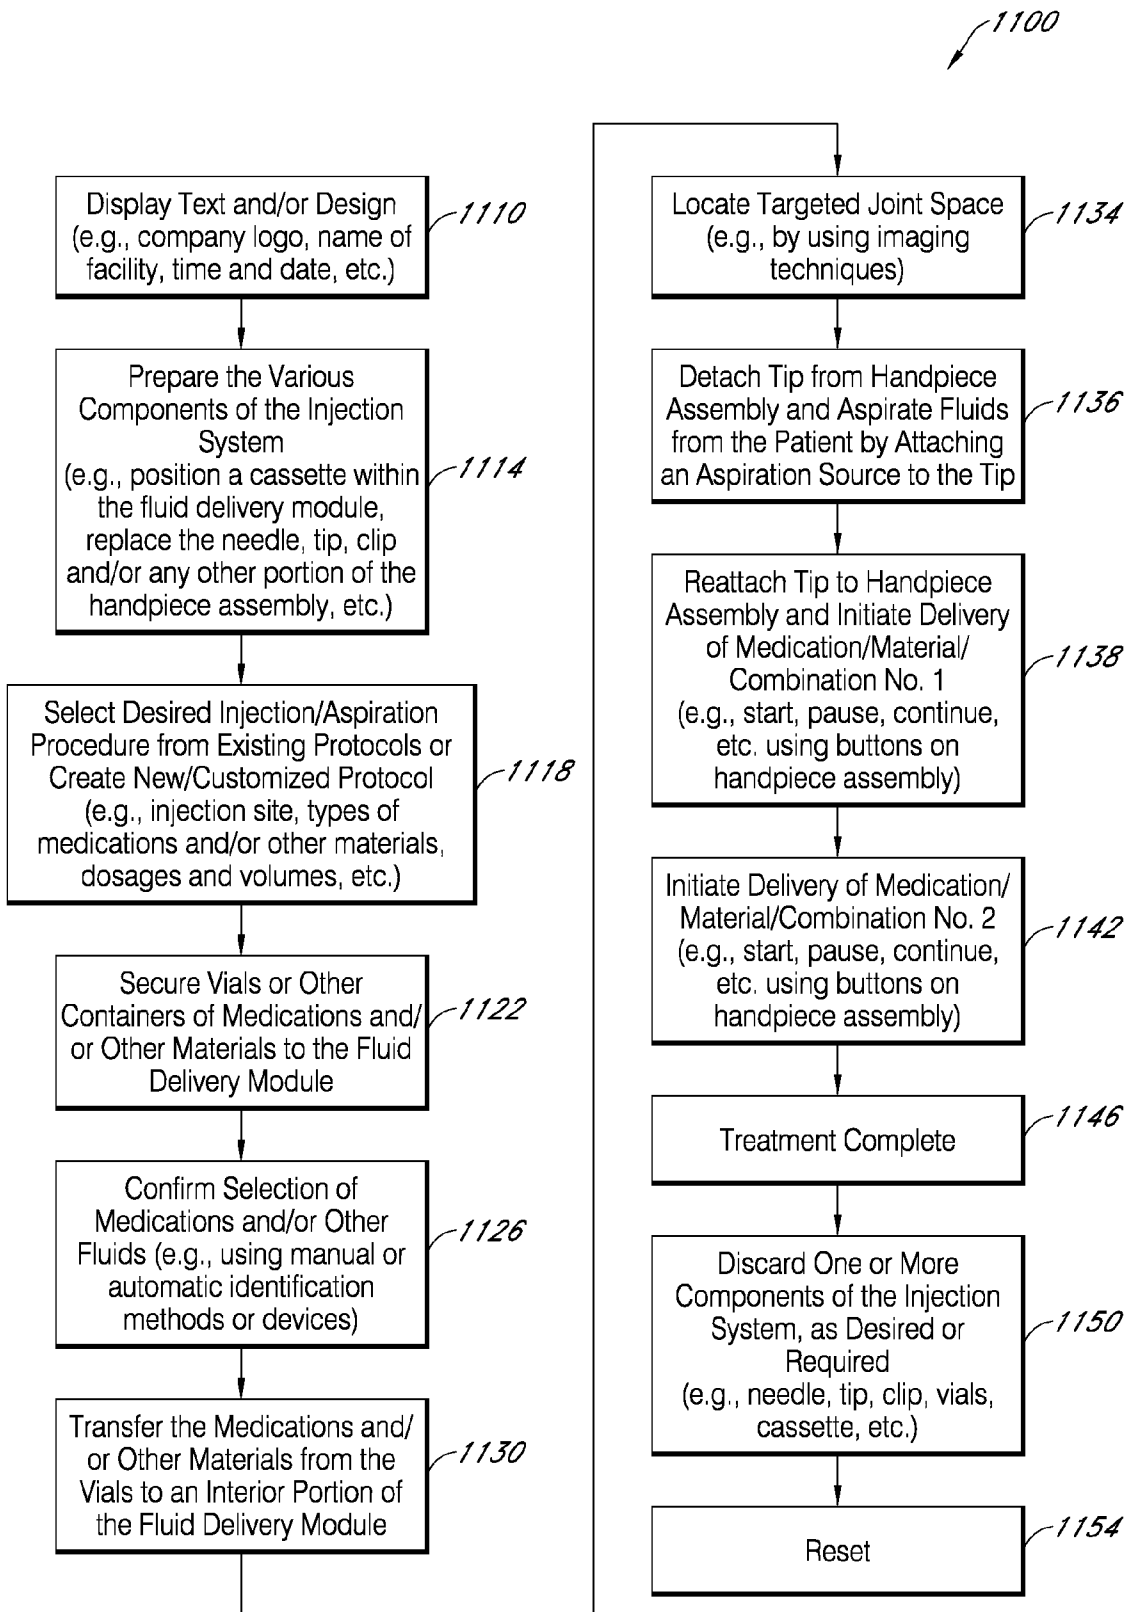 1100
Display Text and/or Design
(e.g., company logo, name of
facility, time and date, etc.)
1110
Prepare the Various
Components of the Injection
System
(e.g., position a cassette within
the fluid delivery module,
replace the needle, tip, clip
and/or any other portion of the
handpiece assembly, etc.)
1114
Select Desired Injection/Aspiration
Procedure from Existing Protocols or
Create New/Customized Protocol
(e.g., injection site, types of
medications and/or other materials,
dosages and volumes, etc.)
1118
Secure Vials or Other
Containers of Medications and/
or Other Materials to the Fluid
Delivery Module
1122
Confirm Selection of
Medications and/or Other
Fluids (e.g., using manual or
automatic identification
methods or devices)
1126
Transfer the Medications and/
or Other Materials from the
Vials to an Interior Portion of
the Fluid Delivery Module
1130
Locate Targeted Joint Space
(e.g., by using imaging
techniques)
1134
Detach Tip from Handpiece
Assembly and Aspirate Fluids
from the Patient by Attaching
an Aspiration Source to the Tip
1136
Reattach Tip to Handpiece
Assembly and Initiate Delivery
of Medication/Material/
Combination No. 1
(e.g., start, pause, continue,
etc. using buttons on
handpiece assembly)
1138
Initiate Delivery of Medication/
Material/Combination No. 2
(e.g., start, pause, continue,
etc. using buttons on
handpiece assembly)
1142
Treatment Complete
1146
Discard One or More
Components of the Injection
System, as Desired or
Required
(e.g., needle, tip, clip, vials,
cassette, etc.)
1150
Reset
1154